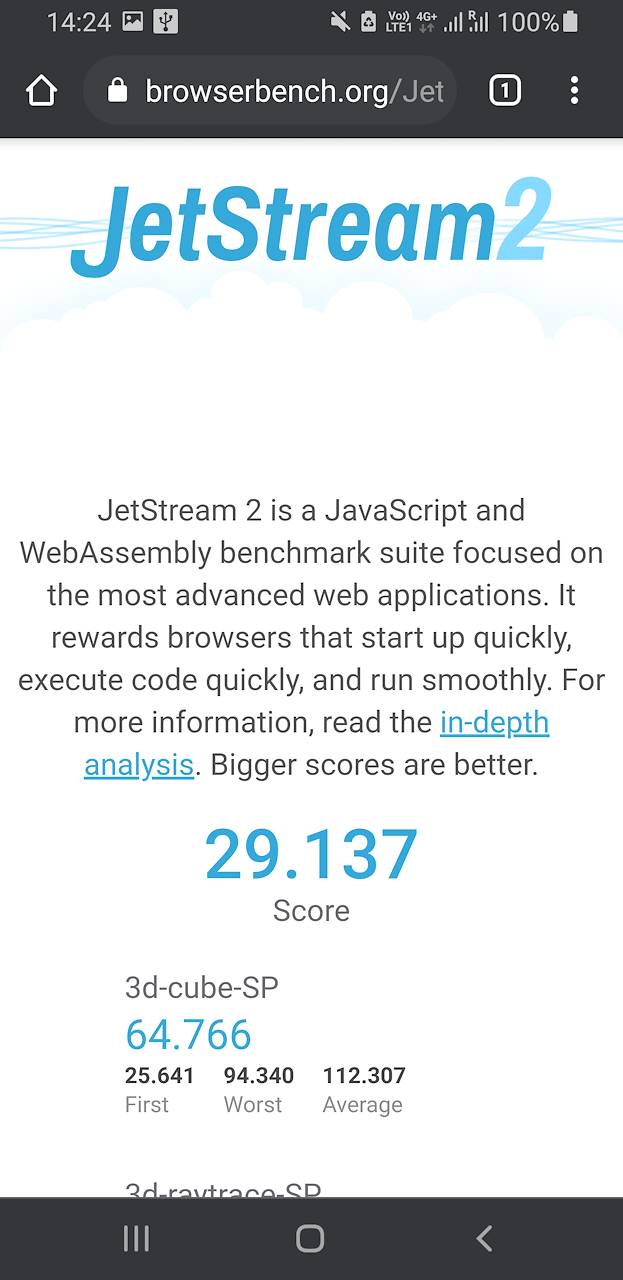 14:24 Vo)) LTE1 4G+ R 100%
browserbench.org/Jet 1
JetStream2
JetStream 2 is a JavaScript and
WebAssembly benchmark suite focused on
the most advanced web applications. It
rewards browsers that start up quickly,
execute code quickly, and run smoothly. For
more information, read the in-depth
analysis. Bigger scores are better.
29.137
Score
3d-cube-SP
64.766
25.641 94.340 112.307
First Worst Average
3d-raytrace-SP